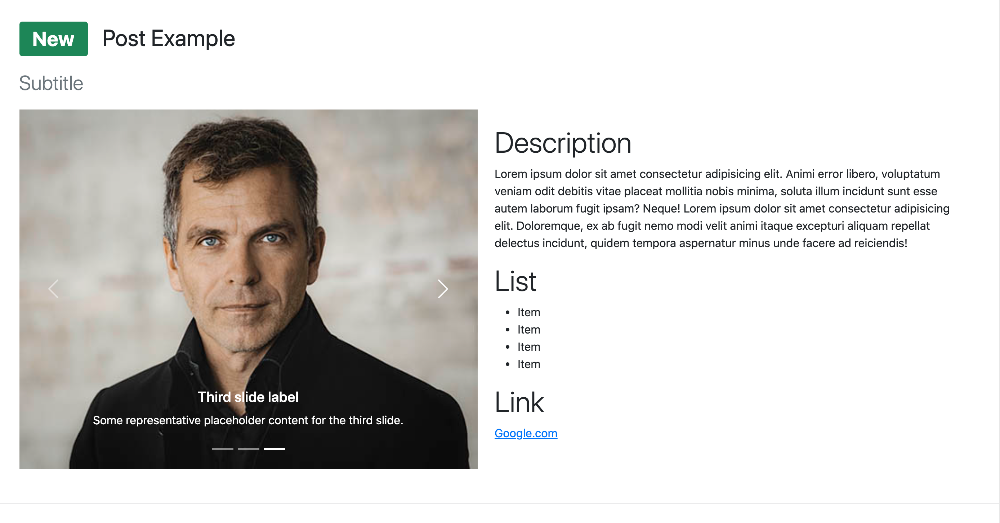 New Post Example
Subtitle
Third slide label
Some representative placeholder content for the third slide.
Description
Lorem ipsum dolor sit amet consectetur adipisicing elit. Animi error libero, voluptatum
veniam odit debitis vitae placeat mollitia nobis minima, soluta illum incidunt sunt esse
autem laborum fugit ipsam? Neque! Lorem ipsum dolor sit amet consectetur adipisicing
elit. Doloremque, ex ab fugit nemo modi velit animi itaque excepturi aliquam repellat
delectus incidunt, quidem tempora aspernatur minus unde facere ad reiciendis!
List
• Item
• Item
• Item
• Item
Link
Google.com